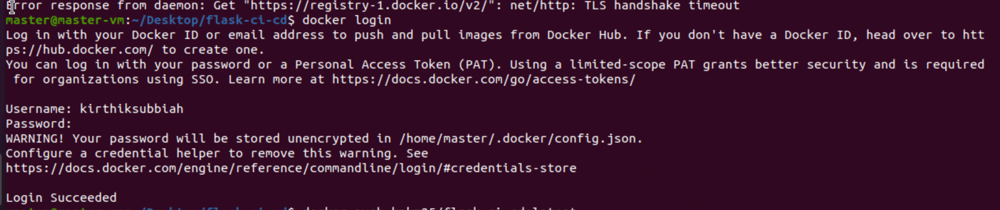 Error response from daemon: Get "https://registry-1.docker.io/v2/": net/http: TLS handshake timeout
master@master-vm:~/Desktop/flask-ci-cd$ docker login
Log in with your Docker ID or email address to push and pull images from Docker Hub. If you don't have a Docker ID, head over to htt
ps://hub.docker.com/ to create one.
You can log in with your password or a Personal Access Token (PAT). Using a limited-scope PAT grants better security and is required
 for organizations using SSO. Learn more at https://docs.docker.com/go/access-tokens/
Username: kirthiksubbiah
Password:
WARNING! Your password will be stored unencrypted in /home/master/.docker/config.json.
Configure a credential helper to remove this warning. See
https://docs.docker.com/engine/reference/commandline/login/#credentials-store
Login Succeeded